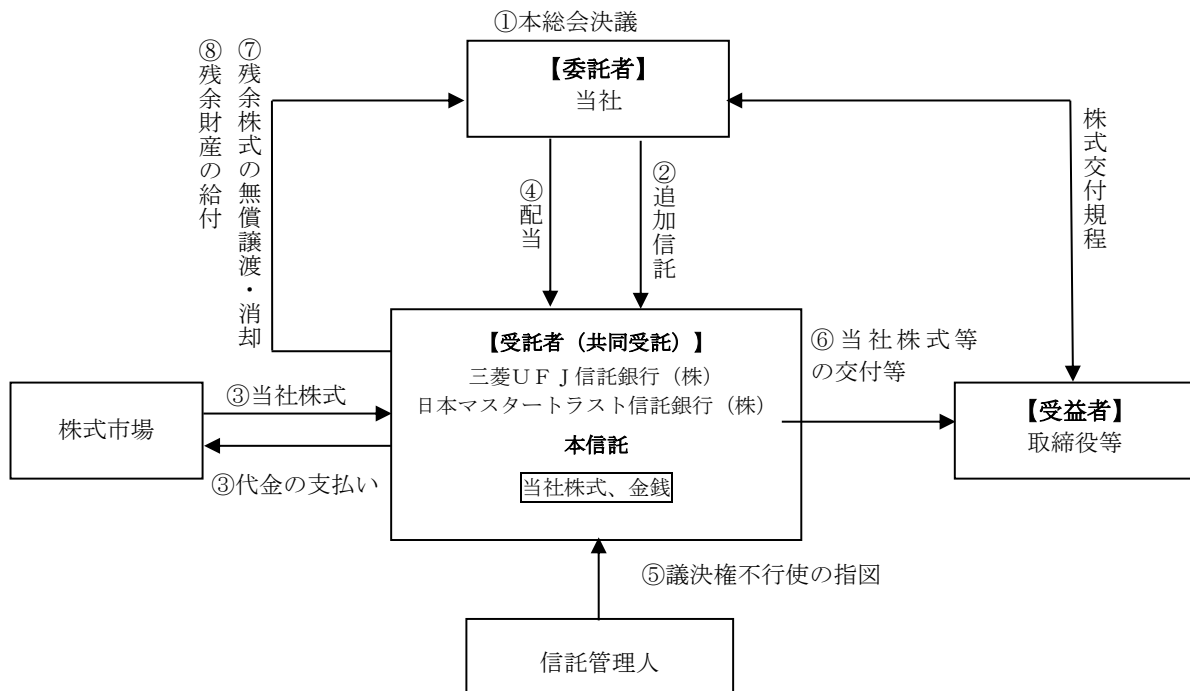 ①本総会決議
【委託者】
当社
⑧残余財産の給付
⑦残余株式の無償譲渡・消却
④配当
②追加信託
株式交付規程
【受託者(共同受託)】
三菱UFJ信託銀行(株)
日本マスタートラスト信託銀行(株)
本信託
当社株式、金銭
⑥当社株式等
の交付等
株式市場
③当社株式
③代金の支払い
【受益者】
取締役等
⑤議決権不行使の指図
信託管理人